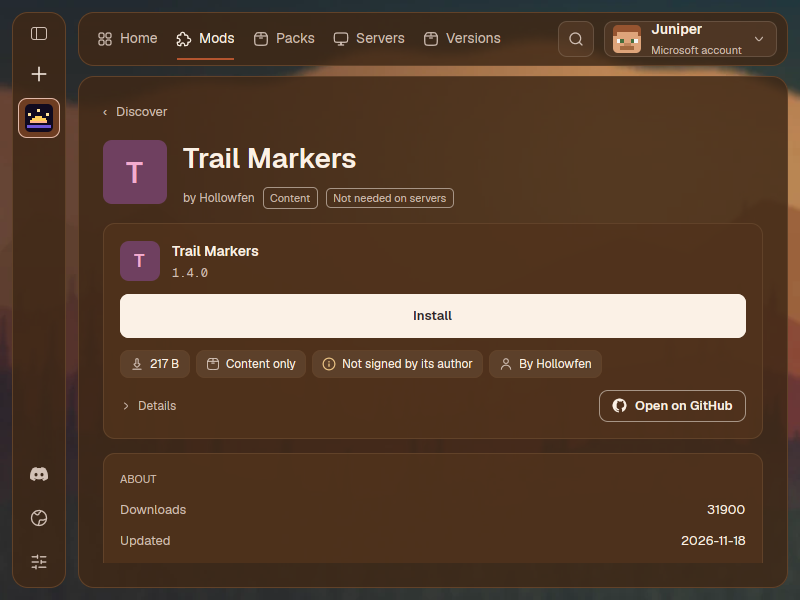 Home
Mods
Packs
Servers
Versions
Juniper
Microsoft account
‹ Discover
T
Trail Markers
by Hollowfen
Content
Not needed on servers
T
Trail Markers
1.4.0
Install
217 B
Content only
Not signed by its author
By Hollowfen
Details
Open on GitHub
ABOUT
Downloads
31900
Updated
2026-11-18